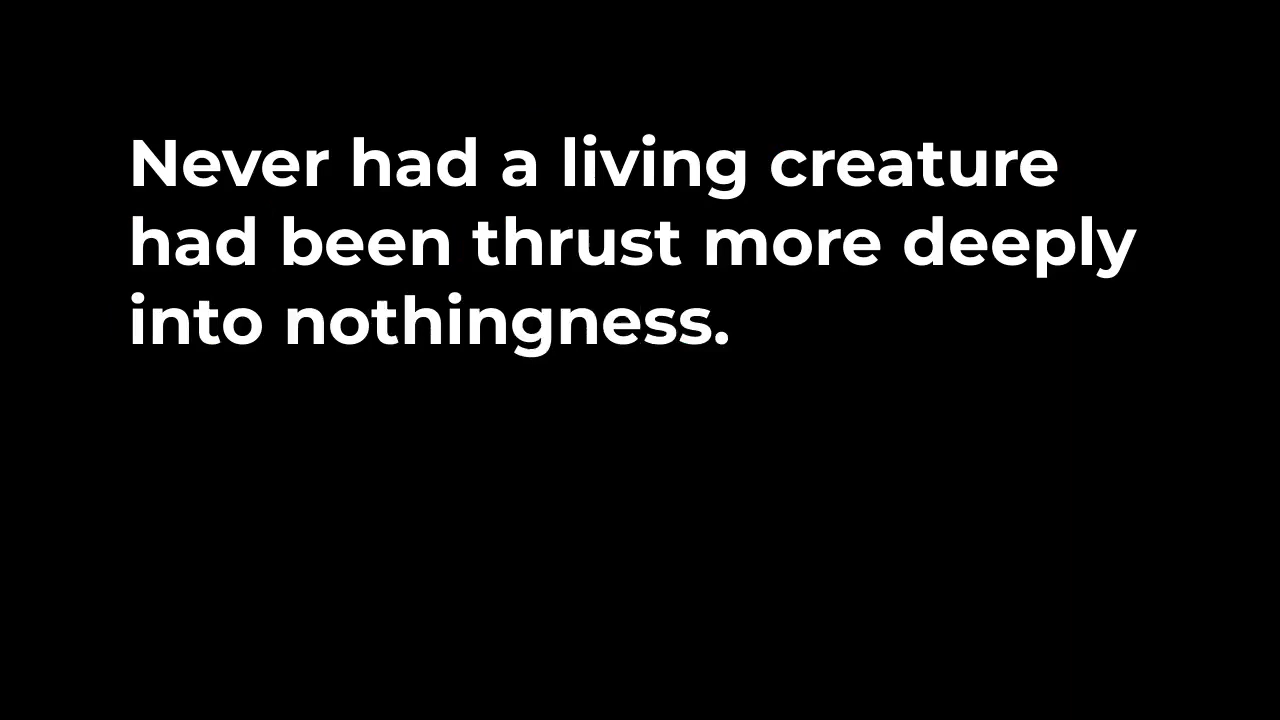 Never had a living creature
had been thrust more deeply
into nothingness.